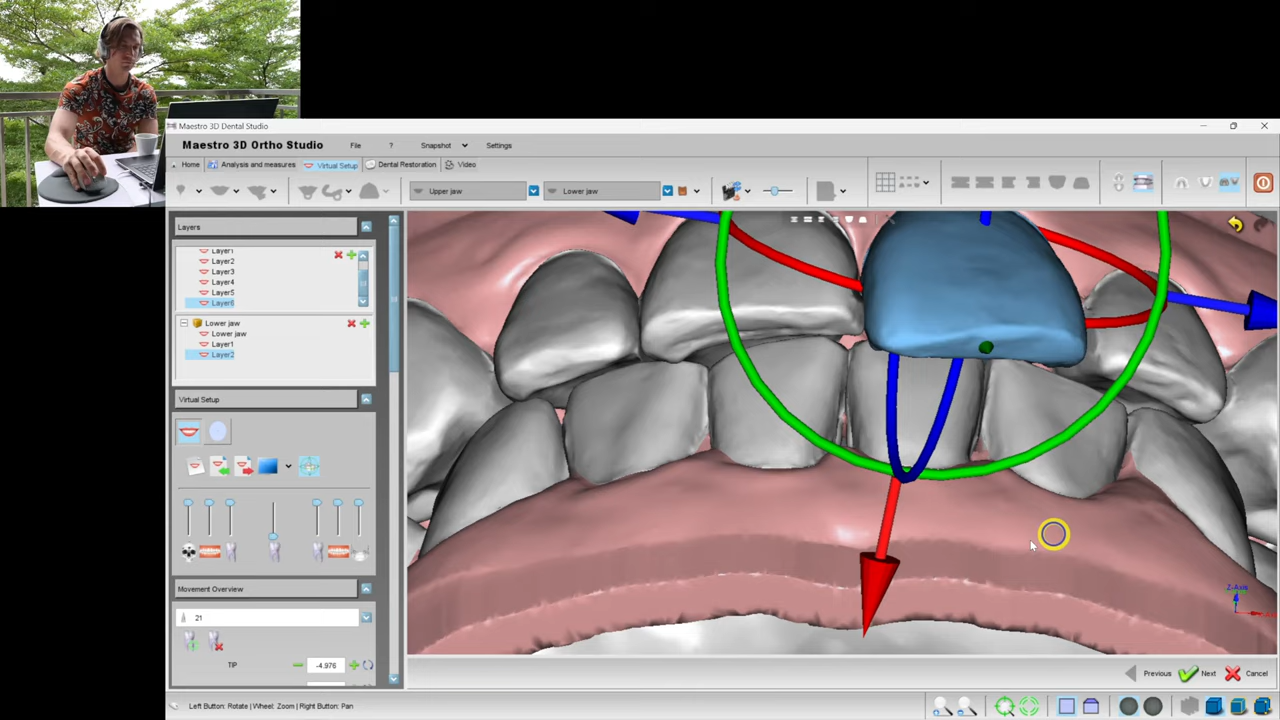 Maestro 3D Dental Studio
Maestro 3D Ortho Studio
File
?
Snapshot
Settings
Home
Analysis and measures
Virtual Setup
Dental Restoration
Video
Upper jaw
Lower jaw
Layers
Layer1
Layer2
Layer3
Layer4
Layer5
Layer6
Lower jaw
Lower jaw
Layer1
Layer2
Virtual Setup
Movement Overview
21
TIP
-4.976
Z-Axis
Previous
Next
Cancel
Left Button: Rotate | Wheel: Zoom | Right Button: Pan